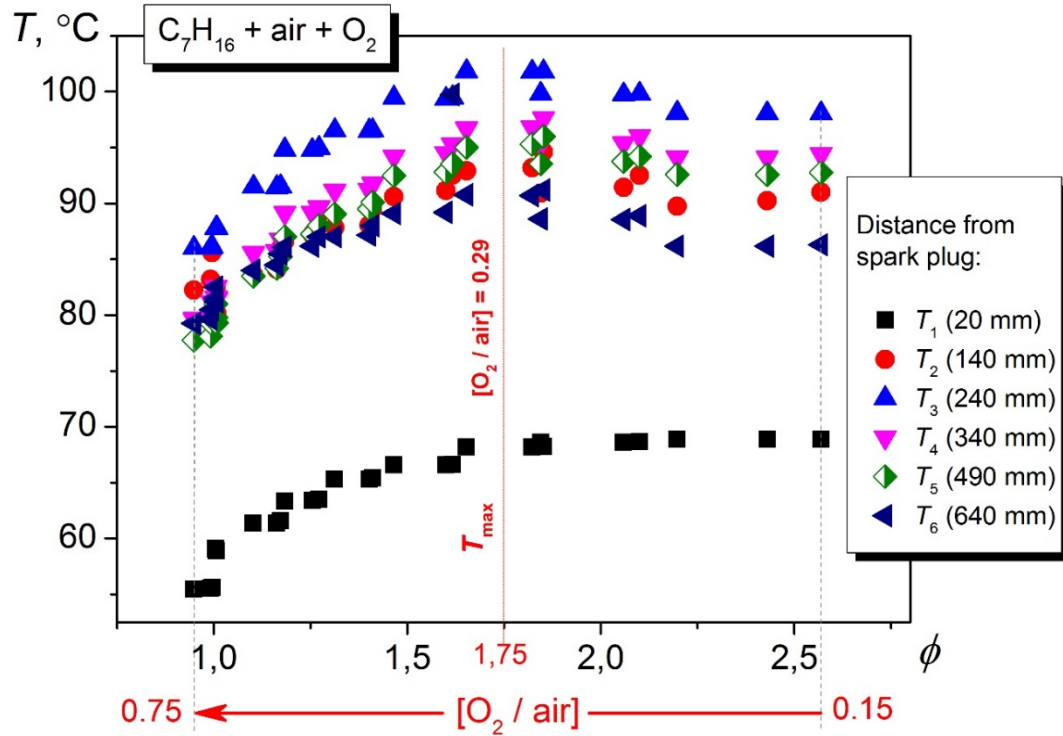 T, °C
C₇H₁₆ + air + O₂
100
90
80
70
60
[O₂ / air] = 0.29
Tmax
Distance from
spark plug:
T₁ (20 mm)
T₂ (140 mm)
T₃ (240 mm)
T₄ (340 mm)
T₅ (490 mm)
T₆ (640 mm)
1,0 1,5 1,75 2,0 2,5 ϕ
0.75 [O₂ / air] 0.15